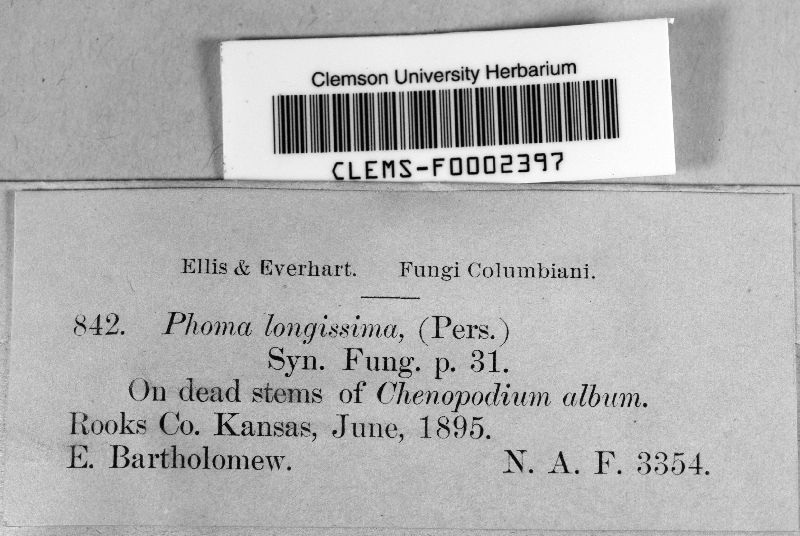 Clemson University Herbarium
CLEMS-F0002397
Ellis & Everhart. Fungi Columbiani.
842. Phoma longissima, (Pers.)
Syn. Fung. p. 31.
On dead stems of Chenopodium album.
Rooks Co. Kansas, June, 1895.
E. Bartholomew. N. A. F. 3354.